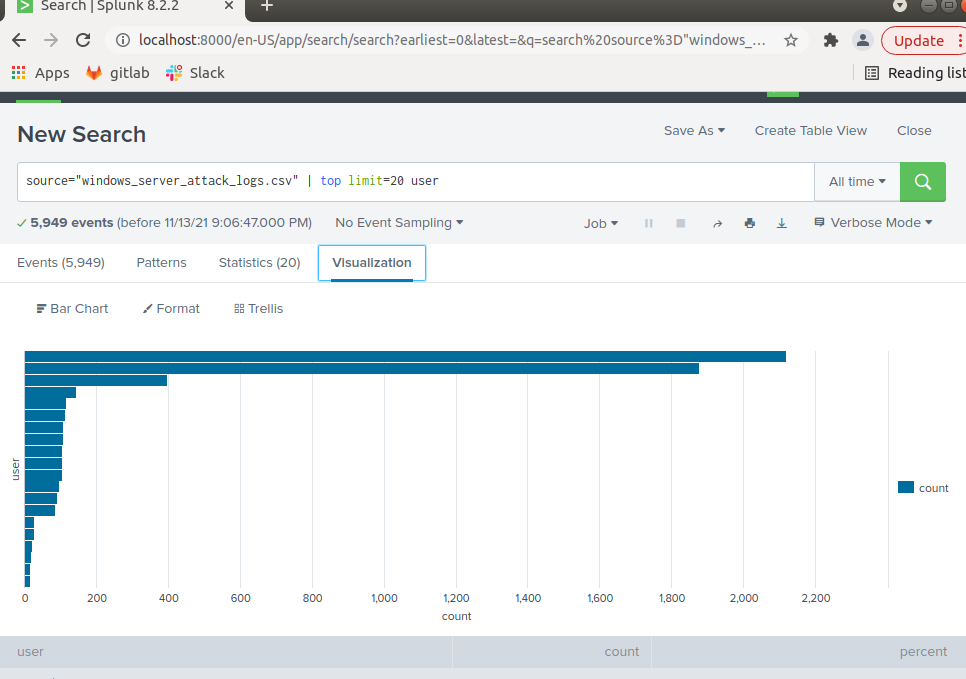 Search | Splunk 8.2.2
localhost:8000/en-US/app/search/search?earliest=0&latest=&q=search%20source%3D"windows_...
Update
Apps gitlab Slack
Reading list
New Search
Save As Create Table View Close
source="windows_server_attack_logs.csv" | top limit=20 user
All time
5,949 events (before 11/13/21 9:06:47.000 PM) No Event Sampling
Job Verbose Mode
Events (5,949) Patterns Statistics (20) Visualization
Bar Chart Format Trellis
user
count
0 200 400 600 800 1,000 1,200 1,400 1,600 1,800 2,000 2,200
count
user count percent